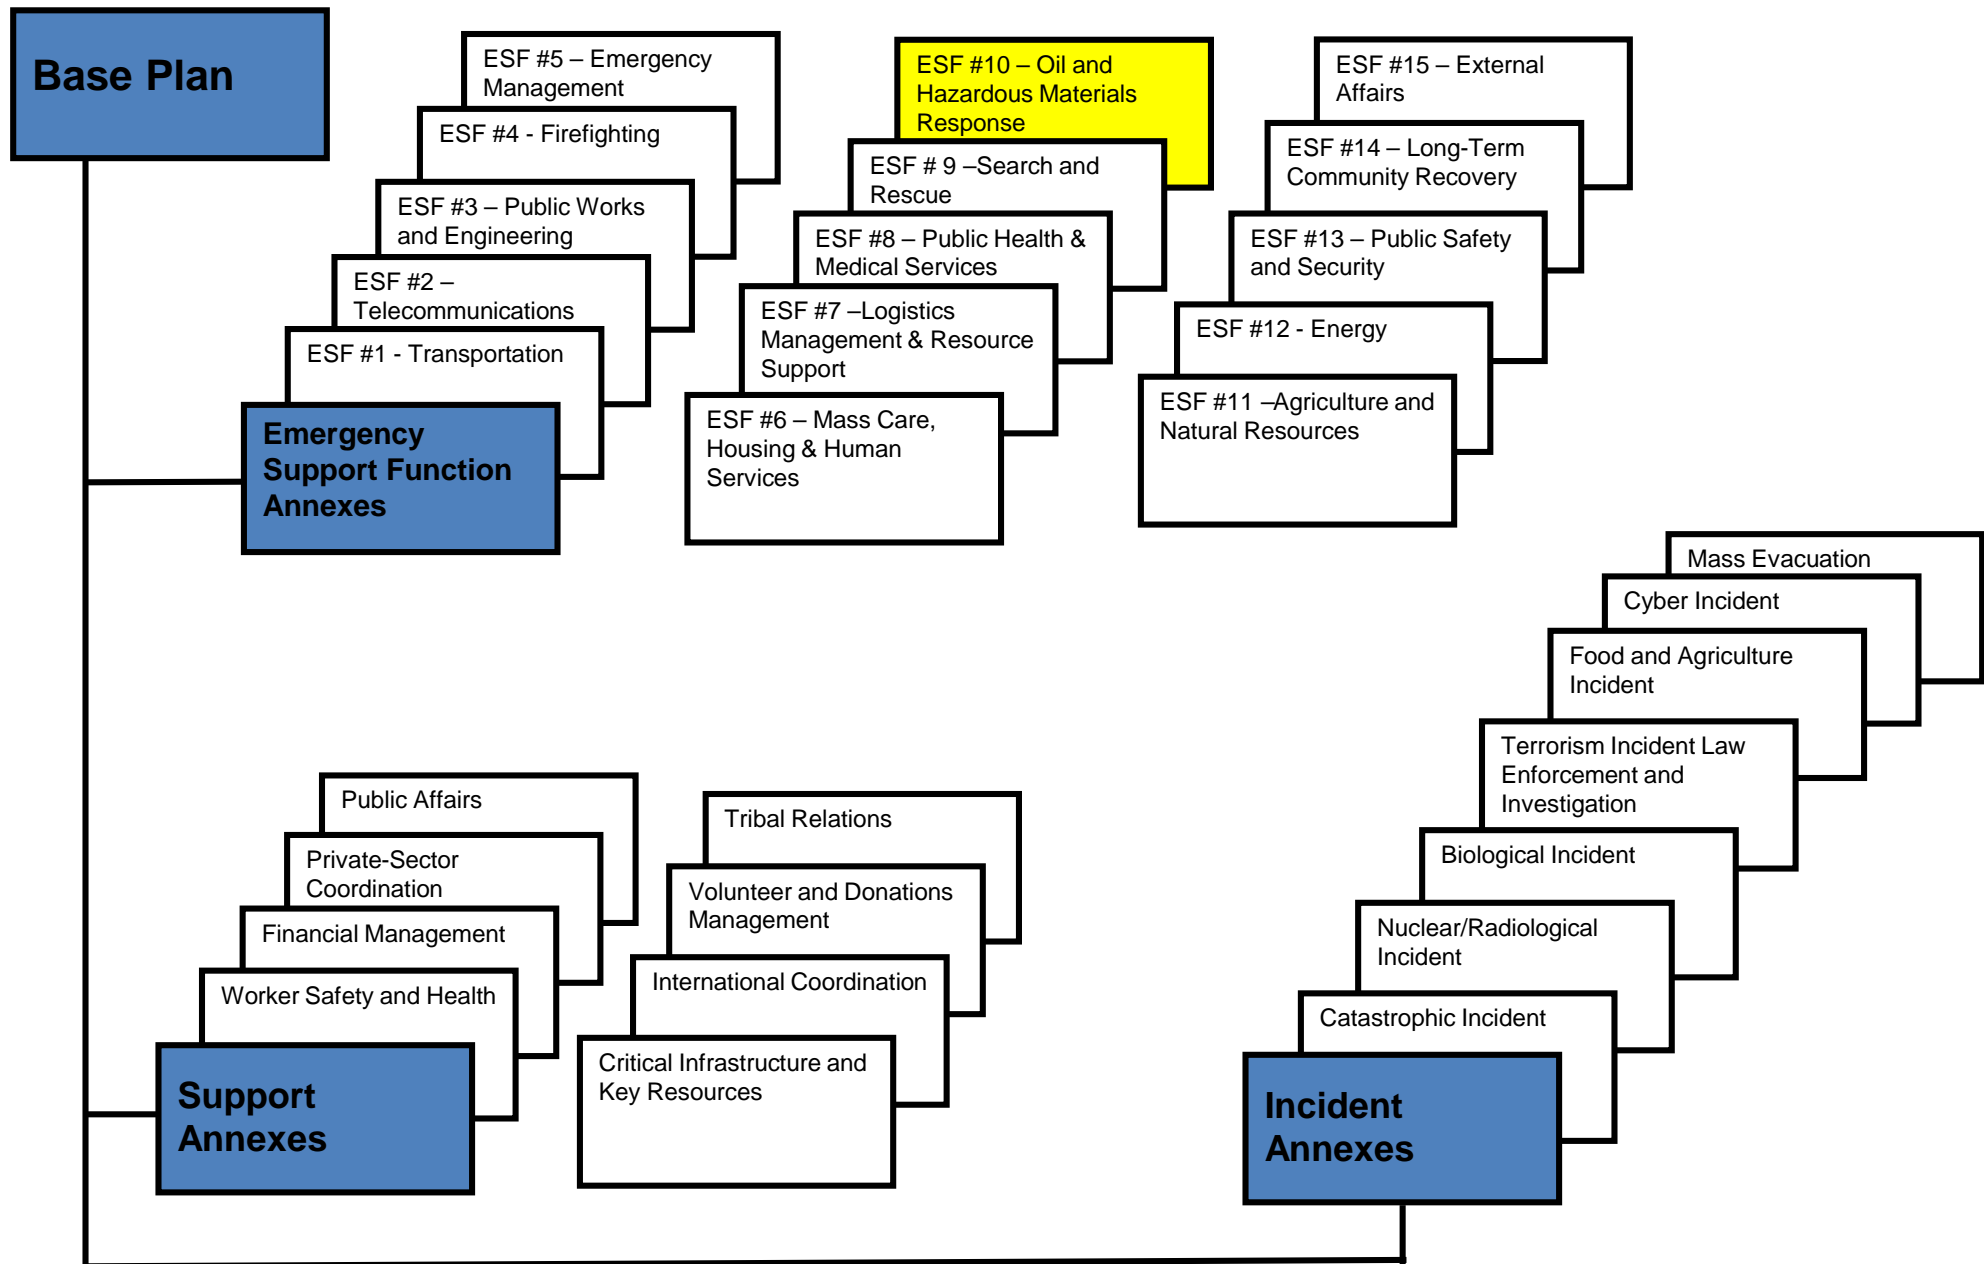 Base Plan
ESF #5 – Emergency
Management
ESF #4 - Firefighting
ESF #3 – Public Works
and Engineering
ESF #2 –
Telecommunications
ESF #1 - Transportation
Emergency
Support Function
Annexes
ESF #10 – Oil and
Hazardous Materials
Response
ESF # 9 –Search and
Rescue
ESF #8 – Public Health &
Medical Services
ESF #7 –Logistics
Management & Resource
Support
ESF #6 – Mass Care,
Housing & Human
Services
ESF #15 – External
Affairs
ESF #14 – Long-Term
Community Recovery
ESF #13 – Public Safety
and Security
ESF #12 - Energy
ESF #11 –Agriculture and
Natural Resources
Public Affairs
Private-Sector
Coordination
Financial Management
Worker Safety and Health
Support
Annexes
Tribal Relations
Volunteer and Donations
Management
International Coordination
Critical Infrastructure and
Key Resources
Mass Evacuation
Cyber Incident
Food and Agriculture
Incident
Terrorism Incident Law
Enforcement and
Investigation
Biological Incident
Nuclear/Radiological
Incident
Catastrophic Incident
Incident
Annexes